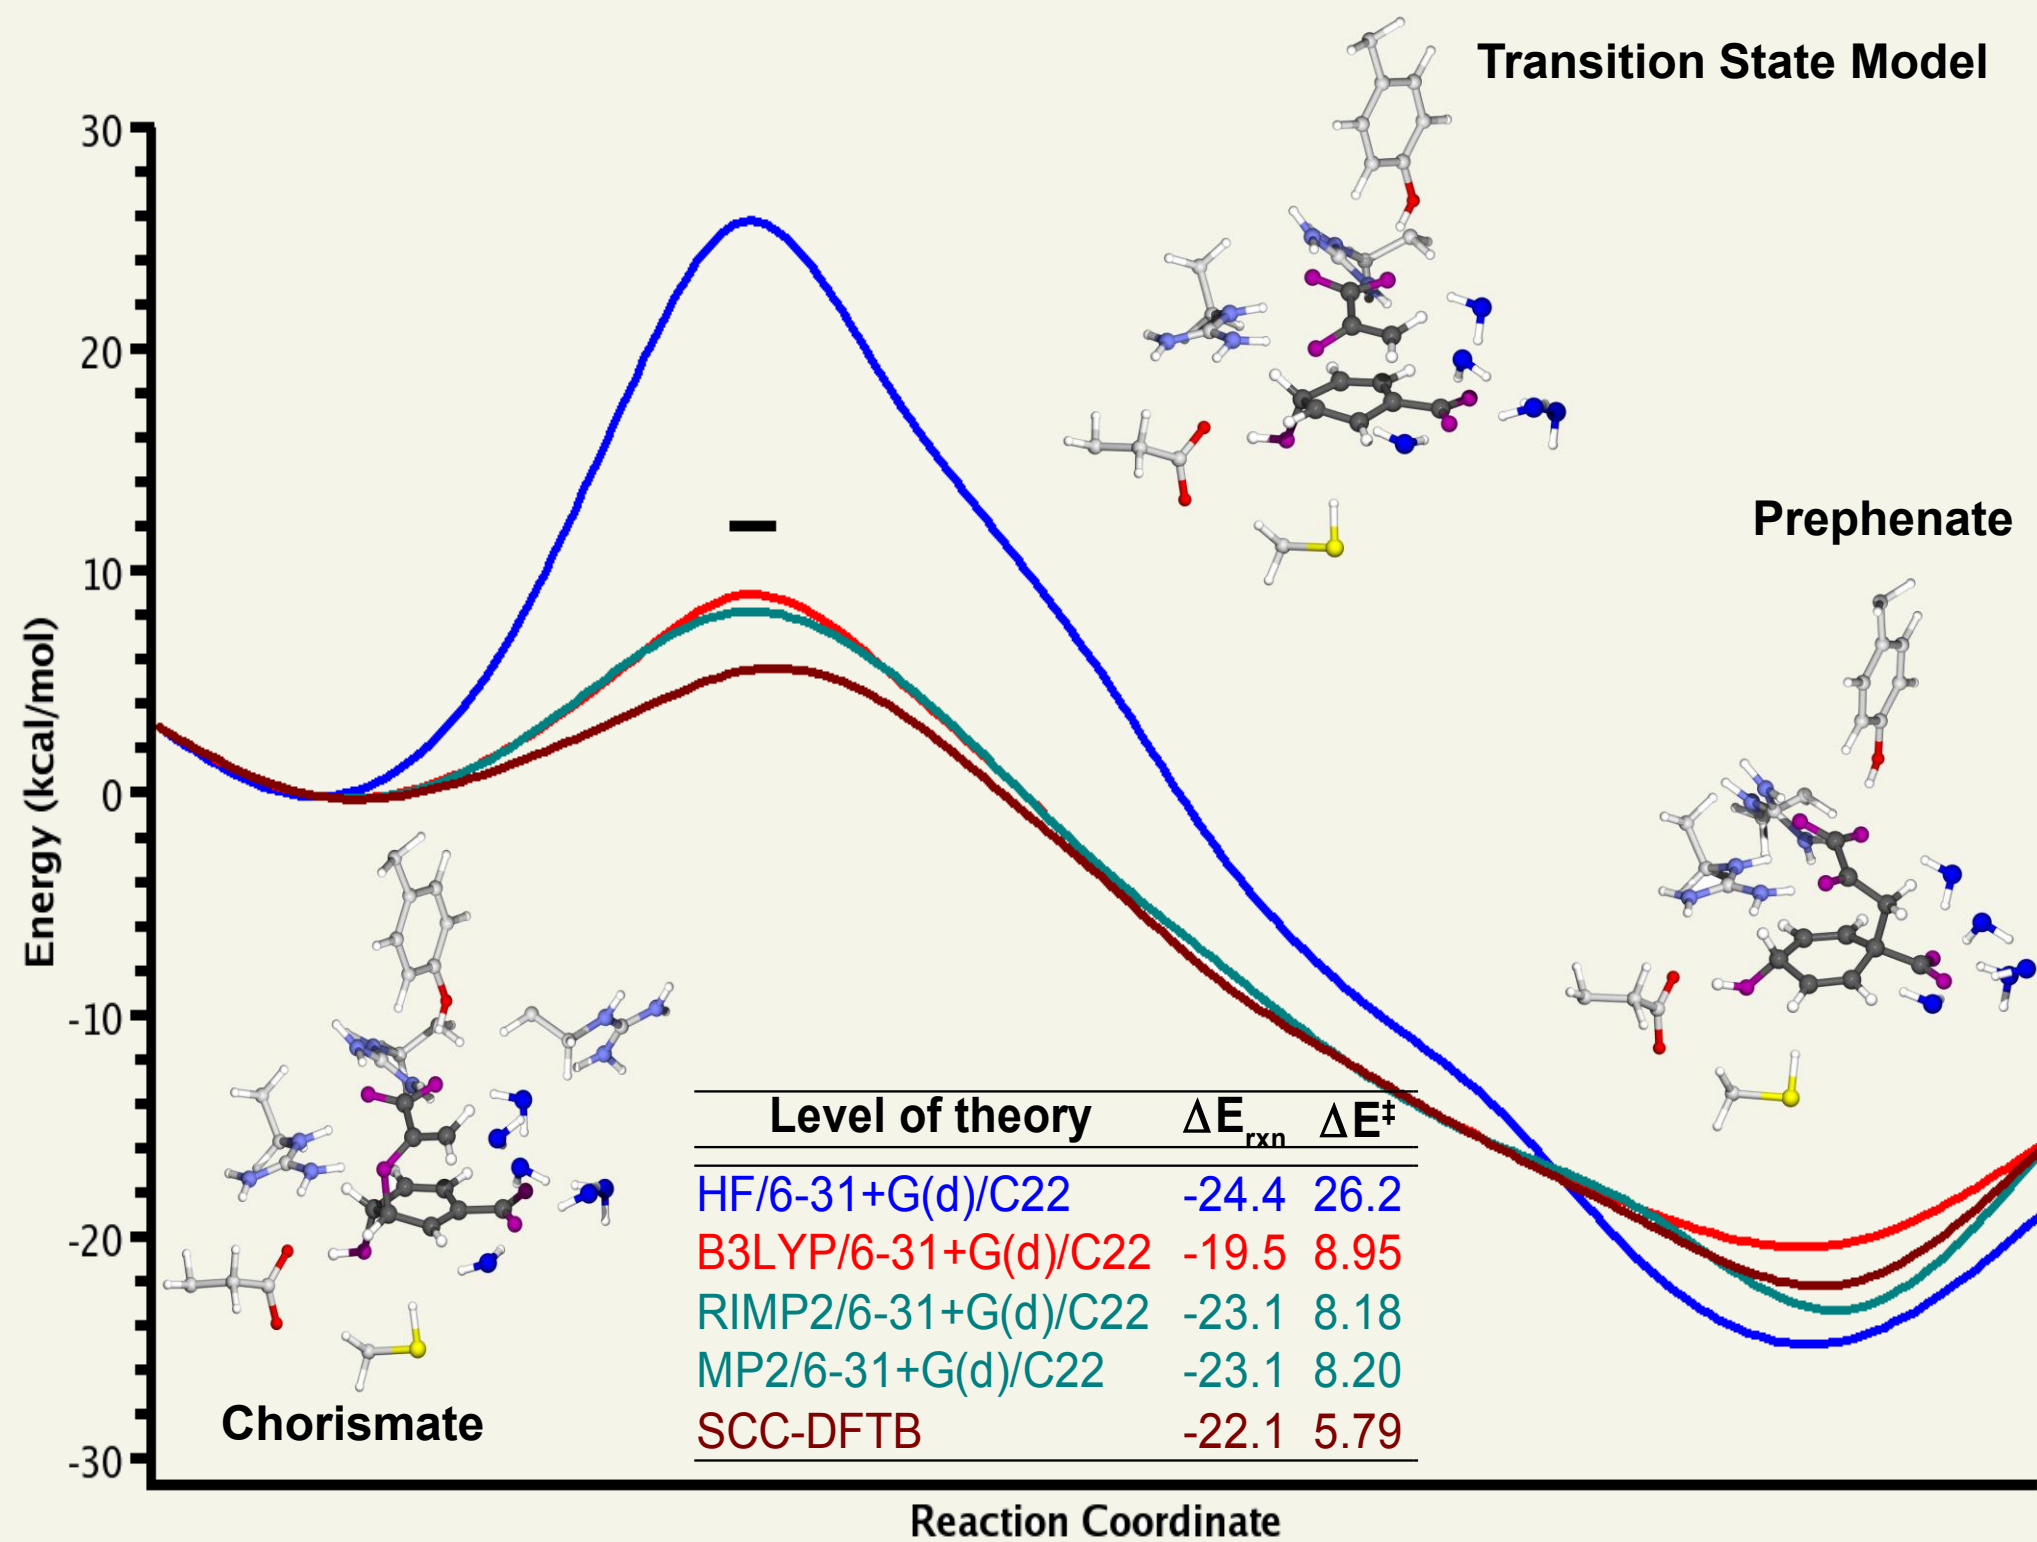 Transition State Model
30
20
10
0
-10
-20
-30
Energy (kcal/mol)
Prephenate
Chorismate
Level of theory ΔErxn ΔE‡
HF/6-31+G(d)/C22 -24.4 26.2
B3LYP/6-31+G(d)/C22 -19.5 8.95
RIMP2/6-31+G(d)/C22 -23.1 8.18
MP2/6-31+G(d)/C22 -23.1 8.20
SCC-DFTB -22.1 5.79
Reaction Coordinate